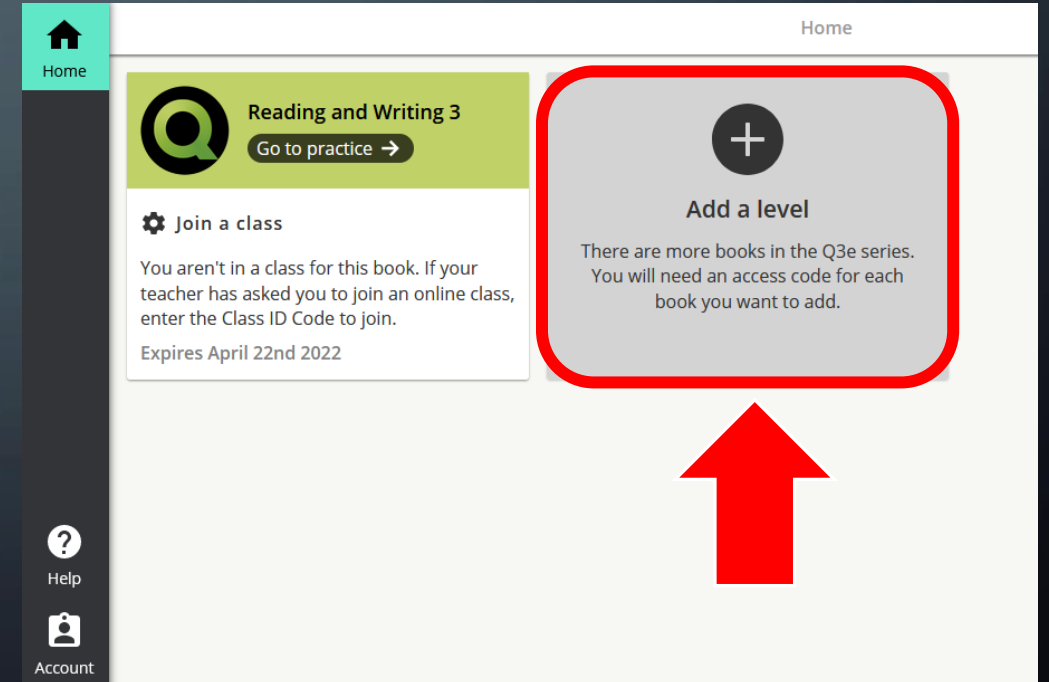 Home
Home
Reading and Writing 3
Go to practice →
Join a class
You aren't in a class for this book. If your
teacher has asked you to join an online class,
enter the Class ID Code to join.
Expires April 22nd 2022
Add a level
There are more books in the Q3e series.
You will need an access code for each
book you want to add.
Help
Account